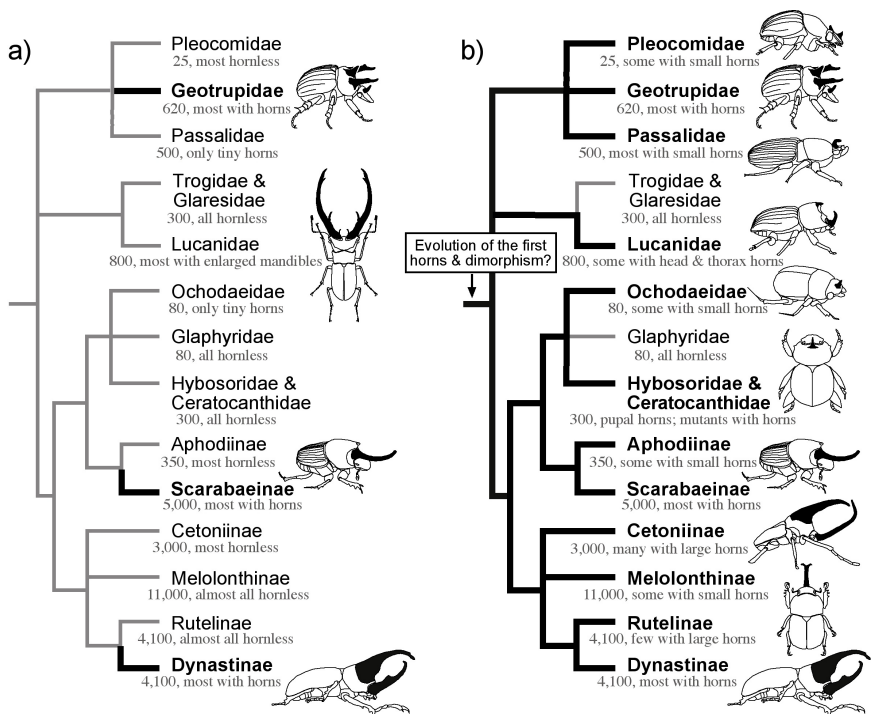 a)
Pleocomidae
25, most hornless
Geotrupidae
620, most with horns
Passalidae
500, only tiny horns
Trogidae &
Glaresidae
300, all hornless
Lucanidae
800, most with enlarged mandibles
Ochodaeidae
80, only tiny horns
Glaphyridae
80, all hornless
Hybosoridae &
Ceratocanthidae
300, all hornless
Aphodiinae
350, most hornless
Scarabaeinae
5,000, most with horns
Cetoniinae
3,000, most hornless
Melolonthinae
11,000, almost all hornless
Rutelinae
4,100, almost all hornless
Dynastinae
4,100, most with horns
b)
Pleocomidae
25, some with small horns
Geotrupidae
620, most with horns
Passalidae
500, most with small horns
Trogidae &
Glaresidae
300, all hornless
Evolution of the first
horns & dimorphism?
Lucanidae
800, some with head & thorax horns
Ochodaeidae
80, some with small horns
Glaphyridae
80, all hornless
Hybosoridae &
Ceratocanthidae
300, pupal horns; mutants with horns
Aphodiinae
350, some with small horns
Scarabaeinae
5,000, most with horns
Cetoniinae
3,000, many with large horns
Melolonthinae
11,000, some with small horns
Rutelinae
4,100, few with large horns
Dynastinae
4,100, most with horns